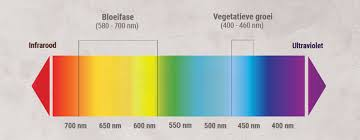 Bloeifase
(580 - 700 nm)
Vegetatieve groei
(400 - 460 nm)
Infrarood
Ultraviolet
700 nm
650 nm
600 nm
550 nm
500 nm
450 nm
400 nm